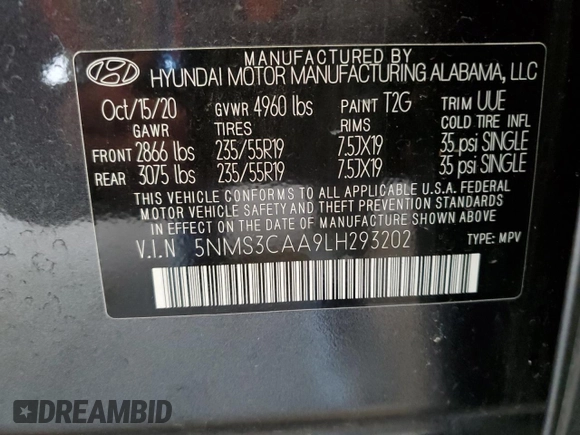 MANUFACTURED BY
HYUNDAI MOTOR MANUFACTURING ALABAMA, LLC
Oct/15/20 GVWR 4960 lbs PAINT T2G TRIM UUE
GAWR TIRES RIMS COLD TIRE INFL
FRONT 2866 lbs 235/55R19 7.5JX19 35 psi SINGLE
REAR 3075 lbs 235/55R19 7.5JX19 35 psi SINGLE
THIS VEHICLE CONFORMS TO ALL APPLICABLE U.S.A. FEDERAL
MOTOR VEHICLE SAFETY BUMPER AND THEFT PREVENTION STANDARDS
IN EFFECT ON THE DATE OF MANUFACTURE SHOWN ABOVE
V.I.N 5NMS3CAA9LH293202 TYPE: MPV
DREAMBID